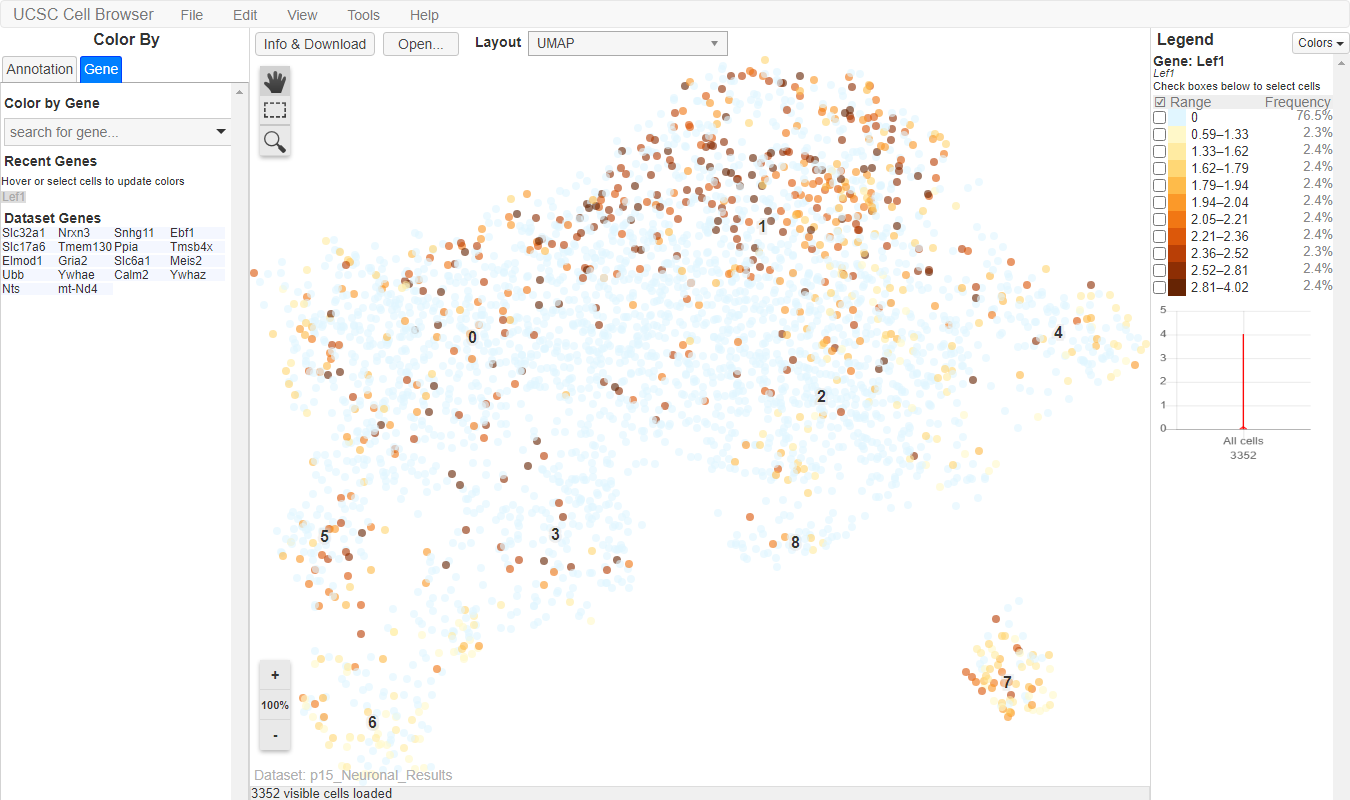 UCSC Cell Browser File Edit View Tools Help
Color By
Annotation Gene
Color by Gene
search for gene...
Recent Genes
Hover or select cells to update colors
Lef1
Dataset Genes
Slc32a1 Nrxn3 Snhg11 Ebf1
Slc17a6 Tmem130 Ppia Tmsb4x
Elmod1 Gria2 Slc6a1 Meis2
Ubb Ywhae Calm2 Ywhaz
Nts mt-Nd4
Info & Download Open... Layout UMAP
1
0
4
2
5
3
8
7
6
+
100%
-
Dataset: p15_Neuronal_Results
3352 visible cells loaded
Legend Colors
Gene: Lef1
Lef1
Check boxes below to select cells
Range Frequency
0 76.5%
0.59–1.33 2.3%
1.33–1.62 2.4%
1.62–1.79 2.4%
1.79–1.94 2.4%
1.94–2.04 2.4%
2.05–2.21 2.4%
2.21–2.36 2.4%
2.36–2.52 2.3%
2.52–2.81 2.4%
2.81–4.02 2.4%
5
4
3
2
1
0
All cells
3352